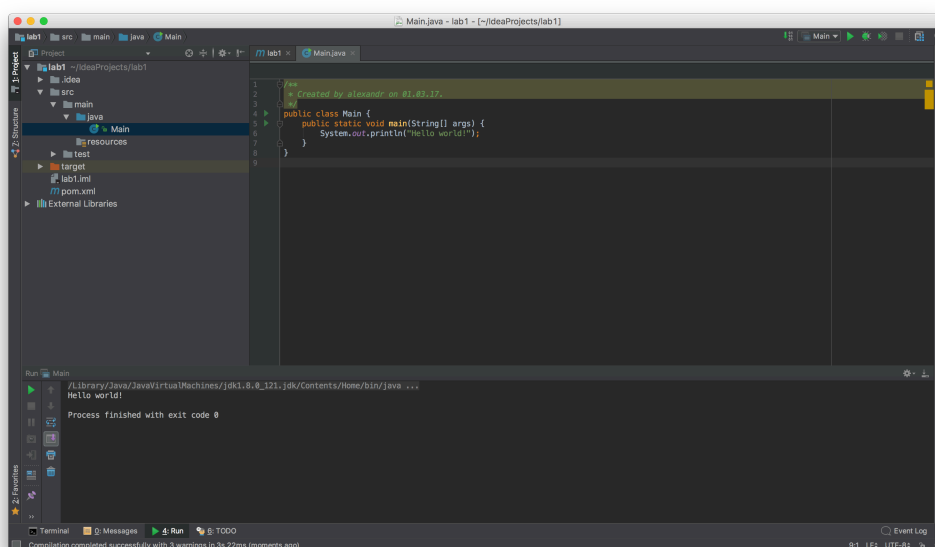 Main.java - lab1 - [~/IdeaProjects/lab1]
lab1 src main java Main
Main
1: Project
Z: Structure
2: Favorites
Project
lab1 ~/IdeaProjects/lab1
.idea
src
main
java
Main
resources
test
target
lab1.iml
pom.xml
External Libraries
lab1 × Main.java ×
1 /**
2 * Created by alexandr on 01.03.17.
3 */
4 public class Main {
5 public static void main(String[] args) {
6 System.out.println("Hello world!");
7 }
8 }
9
Run Main
/Library/Java/JavaVirtualMachines/jdk1.8.0_121.jdk/Contents/Home/bin/java ...
Hello world!
Process finished with exit code 0
Terminal 0: Messages 4: Run 6: TODO Event Log
Compilation completed successfully with 3 warnings in 3s 22ms (moments ago) 9:1 LF÷ UTF-8÷